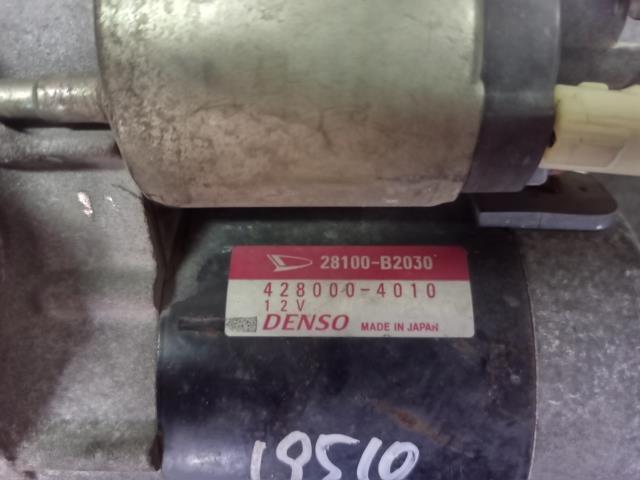 28100-B2030
428000-4010
12V
DENSO MADE IN JAPAN
19510